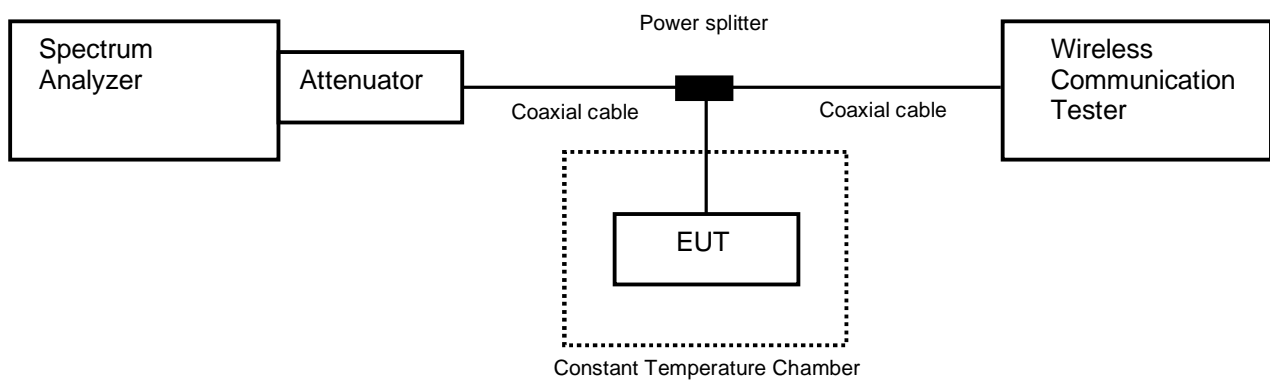 Power splitter
Spectrum
Analyzer
Attenuator
Wireless
Communication
Tester
Coaxial cable
Coaxial cable
EUT
Constant Temperature Chamber